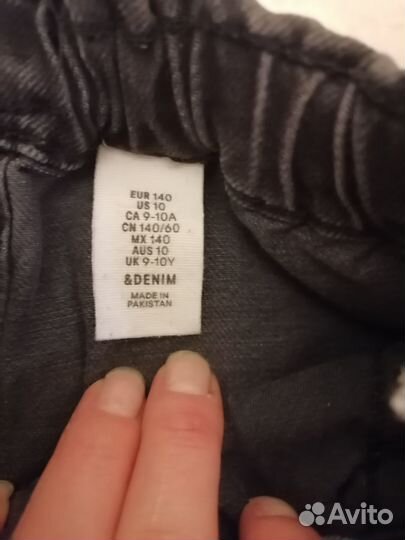 EUR 140
US 10
CA 9-10A
CN 140/60
MX 140
AUS 10
UK 9-10Y
&DENIM
MADE IN
PAKISTAN
Avito